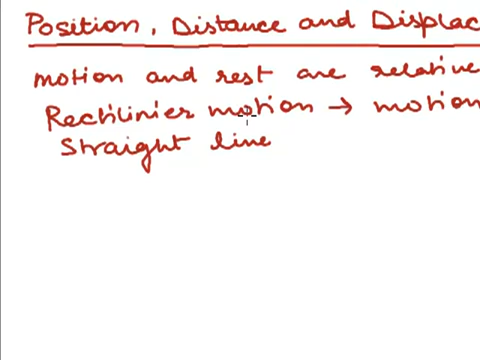 Position, Distance and Displac
motion and rest are relative
Rectilinier motion → motion
Straight line